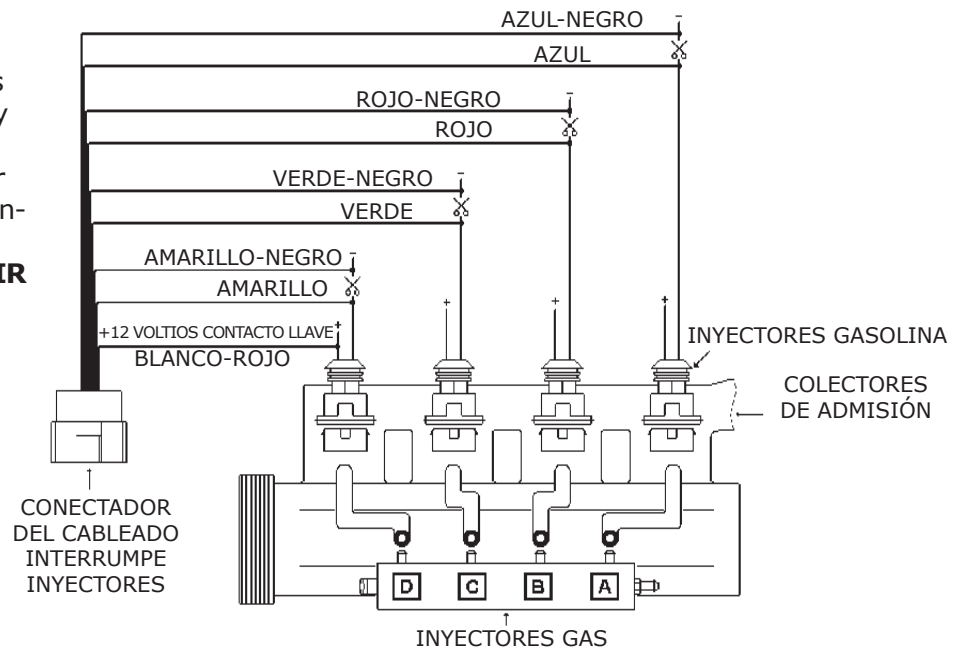 AZUL-NEGRO
AZUL
s
y
ROJO-NEGRO
ROJO
r
n-
VERDE-NEGRO
VERDE
IR
AMARILLO-NEGRO
AMARILLO
+12 VOLTIOS CONTACTO LLAVE
BLANCO-ROJO
INYECTORES GASOLINA
COLECTORES
DE ADMISIÓN
CONECTADOR
DEL CABLEADO
INTERRUMPE
INYECTORES
D C B A
INYECTORES GAS